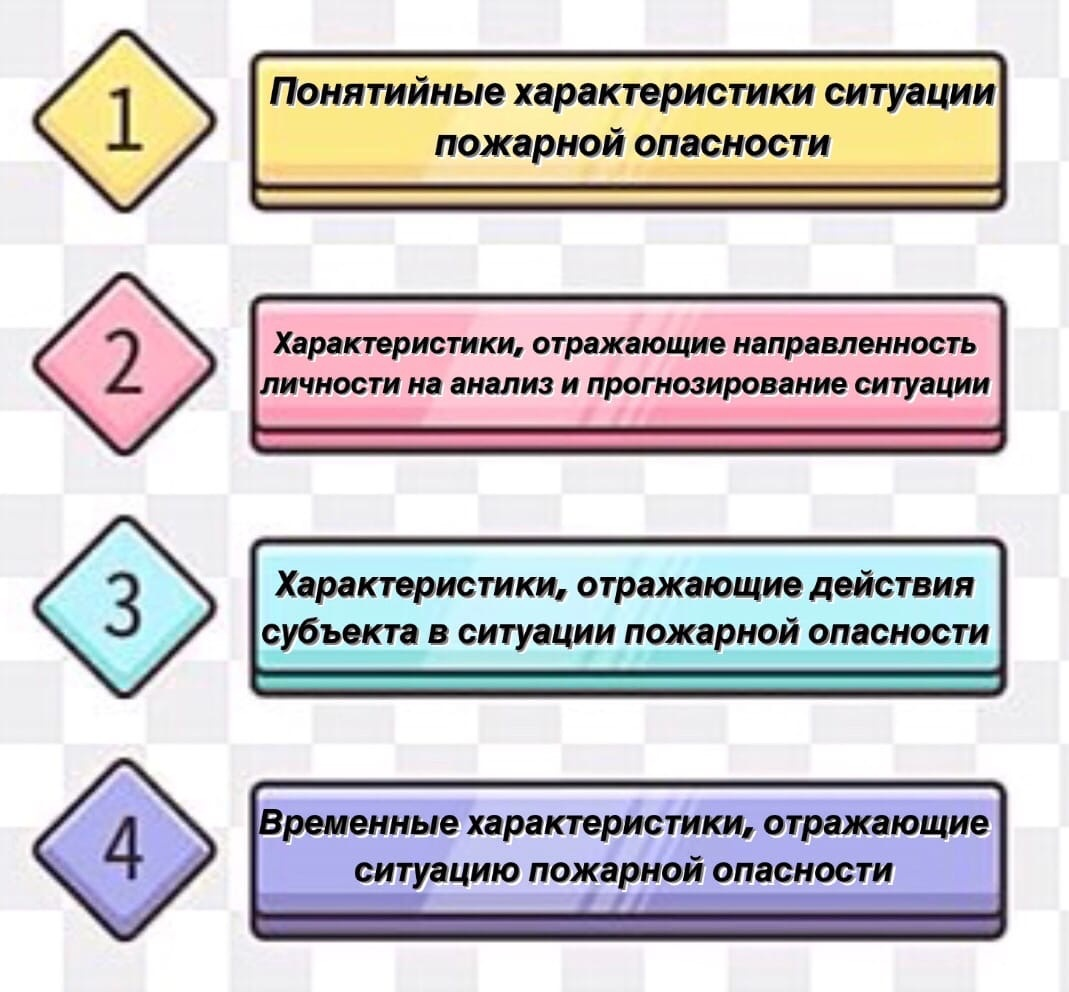 1
Понятийные характеристики ситуации
пожарной опасности
2
Характеристики, отражающие направленность
личности на анализ и прогнозирование ситуации
3
Характеристики, отражающие действия
субъекта в ситуации пожарной опасности
4
Временные характеристики, отражающие
ситуацию пожарной опасности